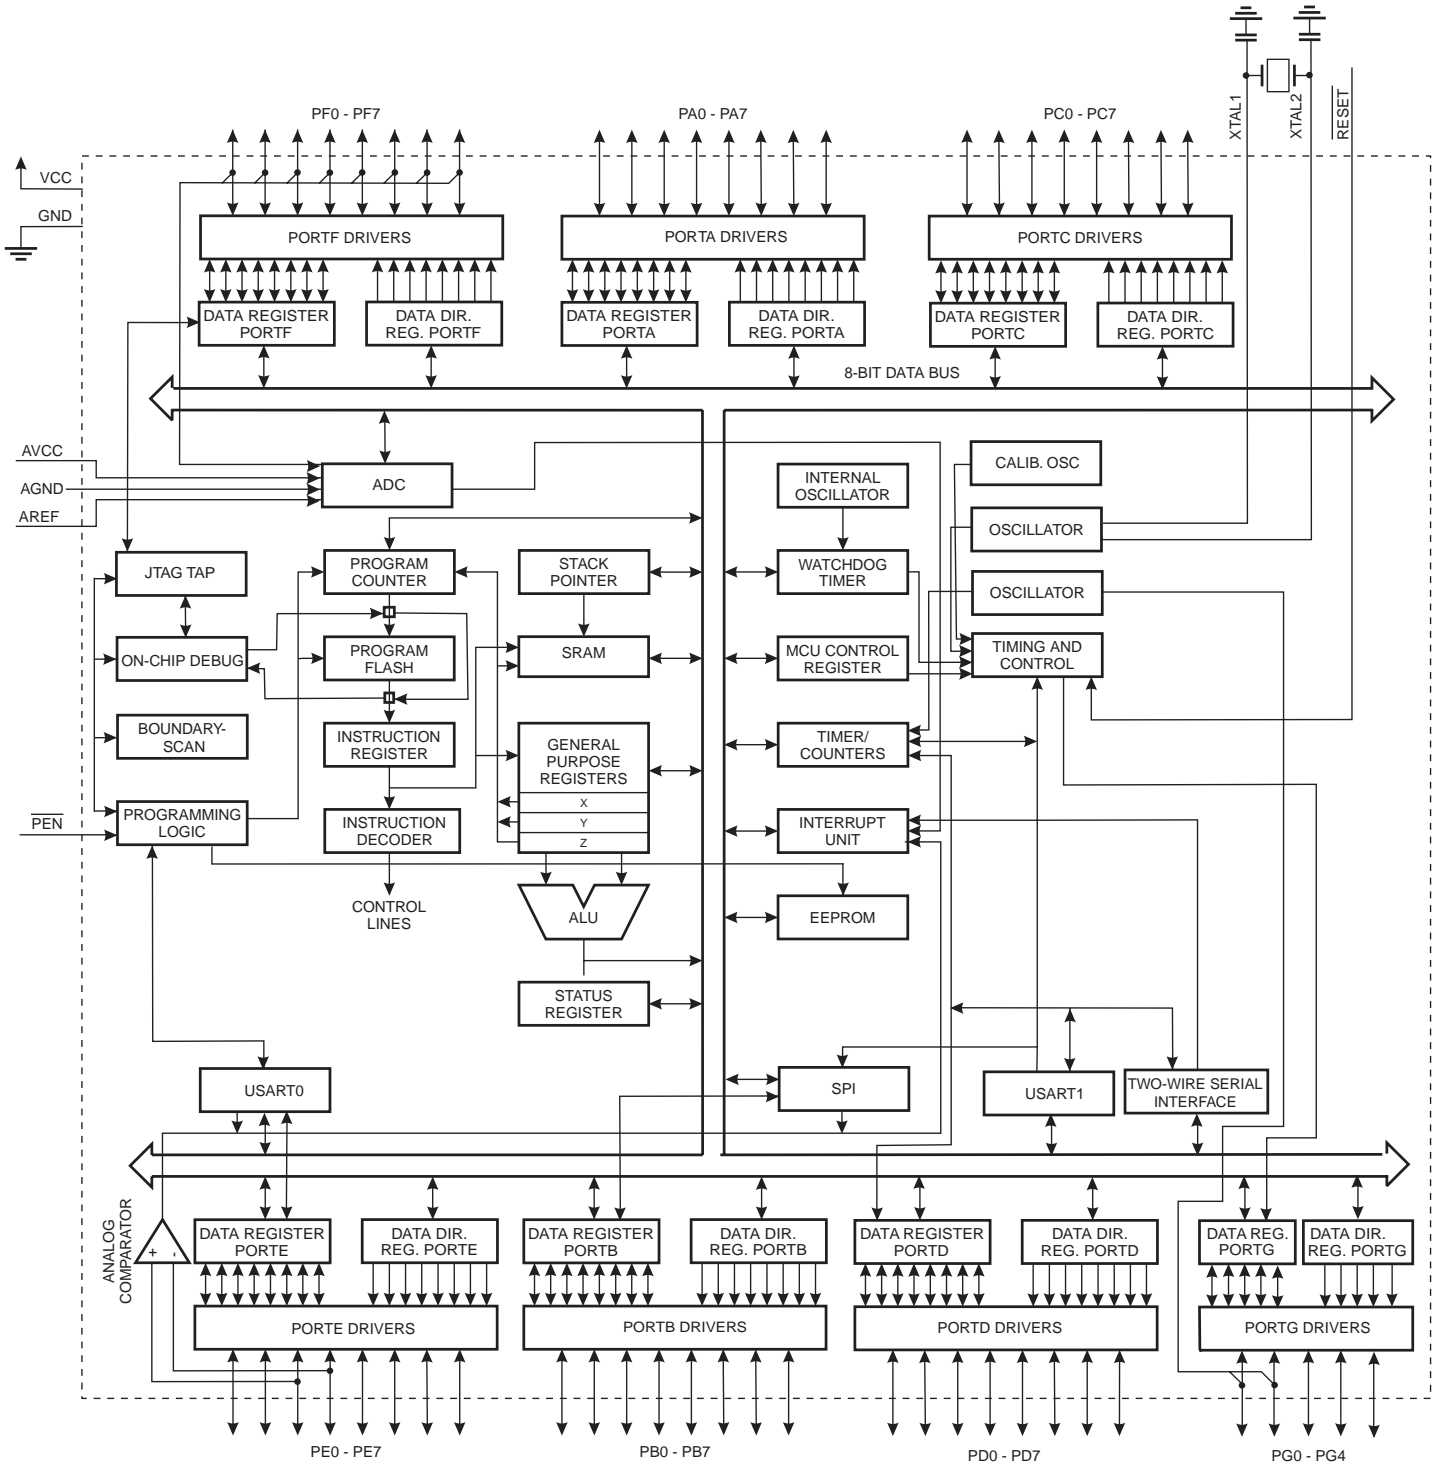 XTAL1
XTAL2
RESET
PF0 - PF7
PA0 - PA7
PC0 - PC7
VCC
GND
PORTF DRIVERS
PORTA DRIVERS
PORTC DRIVERS
DATA REGISTER
PORTF
DATA DIR.
REG. PORTF
DATA REGISTER
PORTA
DATA DIR.
REG. PORTA
DATA REGISTER
PORTC
DATA DIR.
REG. PORTC
8-BIT DATA BUS
AVCC
AGND
AREF
ADC
INTERNAL
OSCILLATOR
CALIB. OSC
OSCILLATOR
JTAG TAP
PROGRAM
COUNTER
STACK
POINTER
WATCHDOG
TIMER
OSCILLATOR
ON-CHIP DEBUG
PROGRAM
FLASH
SRAM
MCU CONTROL
REGISTER
TIMING AND
CONTROL
BOUNDARY-
SCAN
INSTRUCTION
REGISTER
GENERAL
PURPOSE
REGISTERS
X
Y
Z
TIMER/
COUNTERS
PEN
PROGRAMMING
LOGIC
INSTRUCTION
DECODER
INTERRUPT
UNIT
CONTROL
LINES
ALU
EEPROM
STATUS
REGISTER
USART0
SPI
USART1
TWO-WIRE SERIAL
INTERFACE
ANALOG
COMPARATOR
+
-
DATA REGISTER
PORTE
DATA DIR.
REG. PORTE
DATA REGISTER
PORTB
DATA DIR.
REG. PORTB
DATA REGISTER
PORTD
DATA DIR.
REG. PORTD
DATA REG.
PORTG
DATA DIR.
REG. PORTG
PORTE DRIVERS
PORTB DRIVERS
PORTD DRIVERS
PORTG DRIVERS
PE0 - PE7
PB0 - PB7
PD0 - PD7
PG0 - PG4